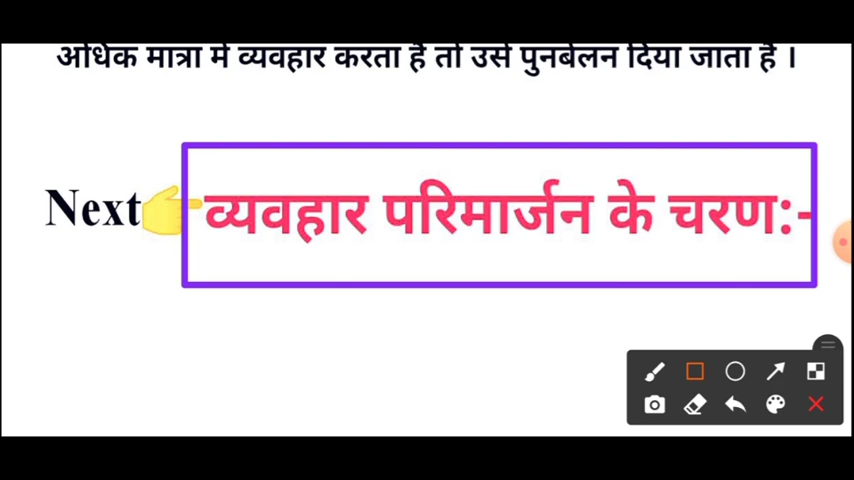 अधिक मात्रा में व्यवहार करता है तो उसे पुनर्बलन दिया जाता है ।
Next👉 व्यवहार परिमार्जन के चरण:-